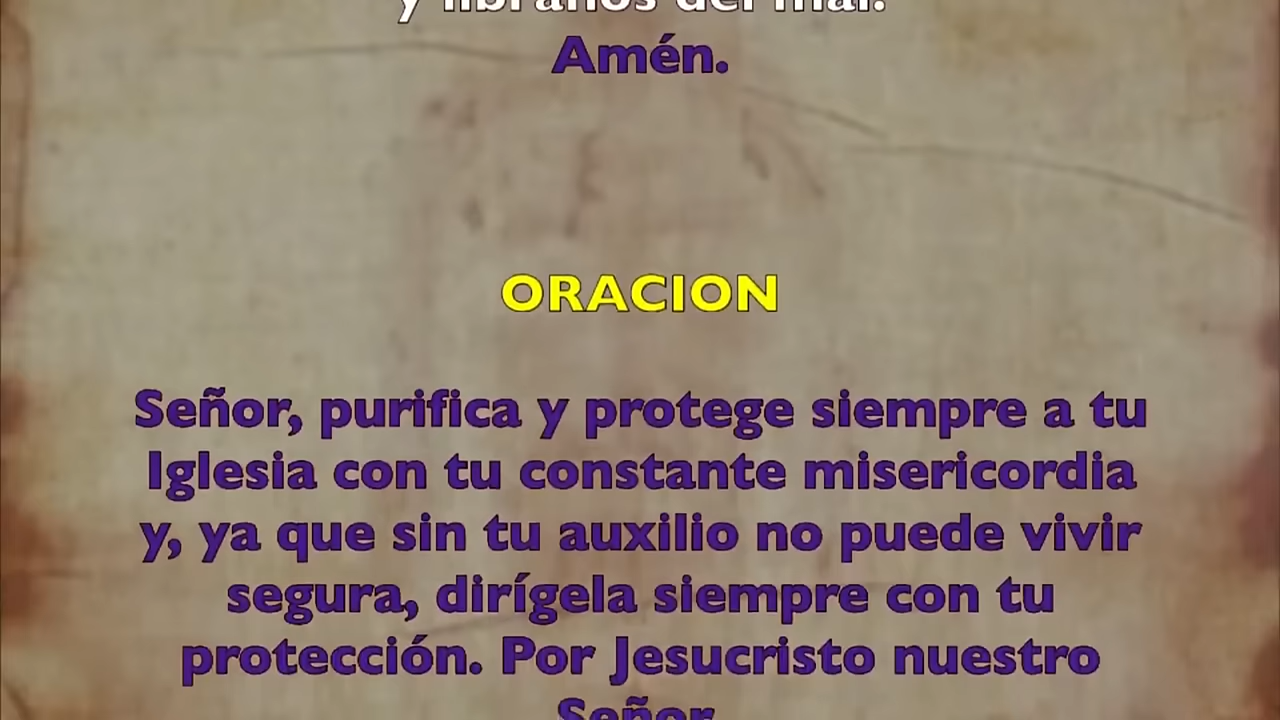 y líbranos del mal.
Amén.
ORACION
Señor, purifica y protege siempre a tu
Iglesia con tu constante misericordia
y, ya que sin tu auxilio no puede vivir
segura, dirígela siempre con tu
protección. Por Jesucristo nuestro
Señor